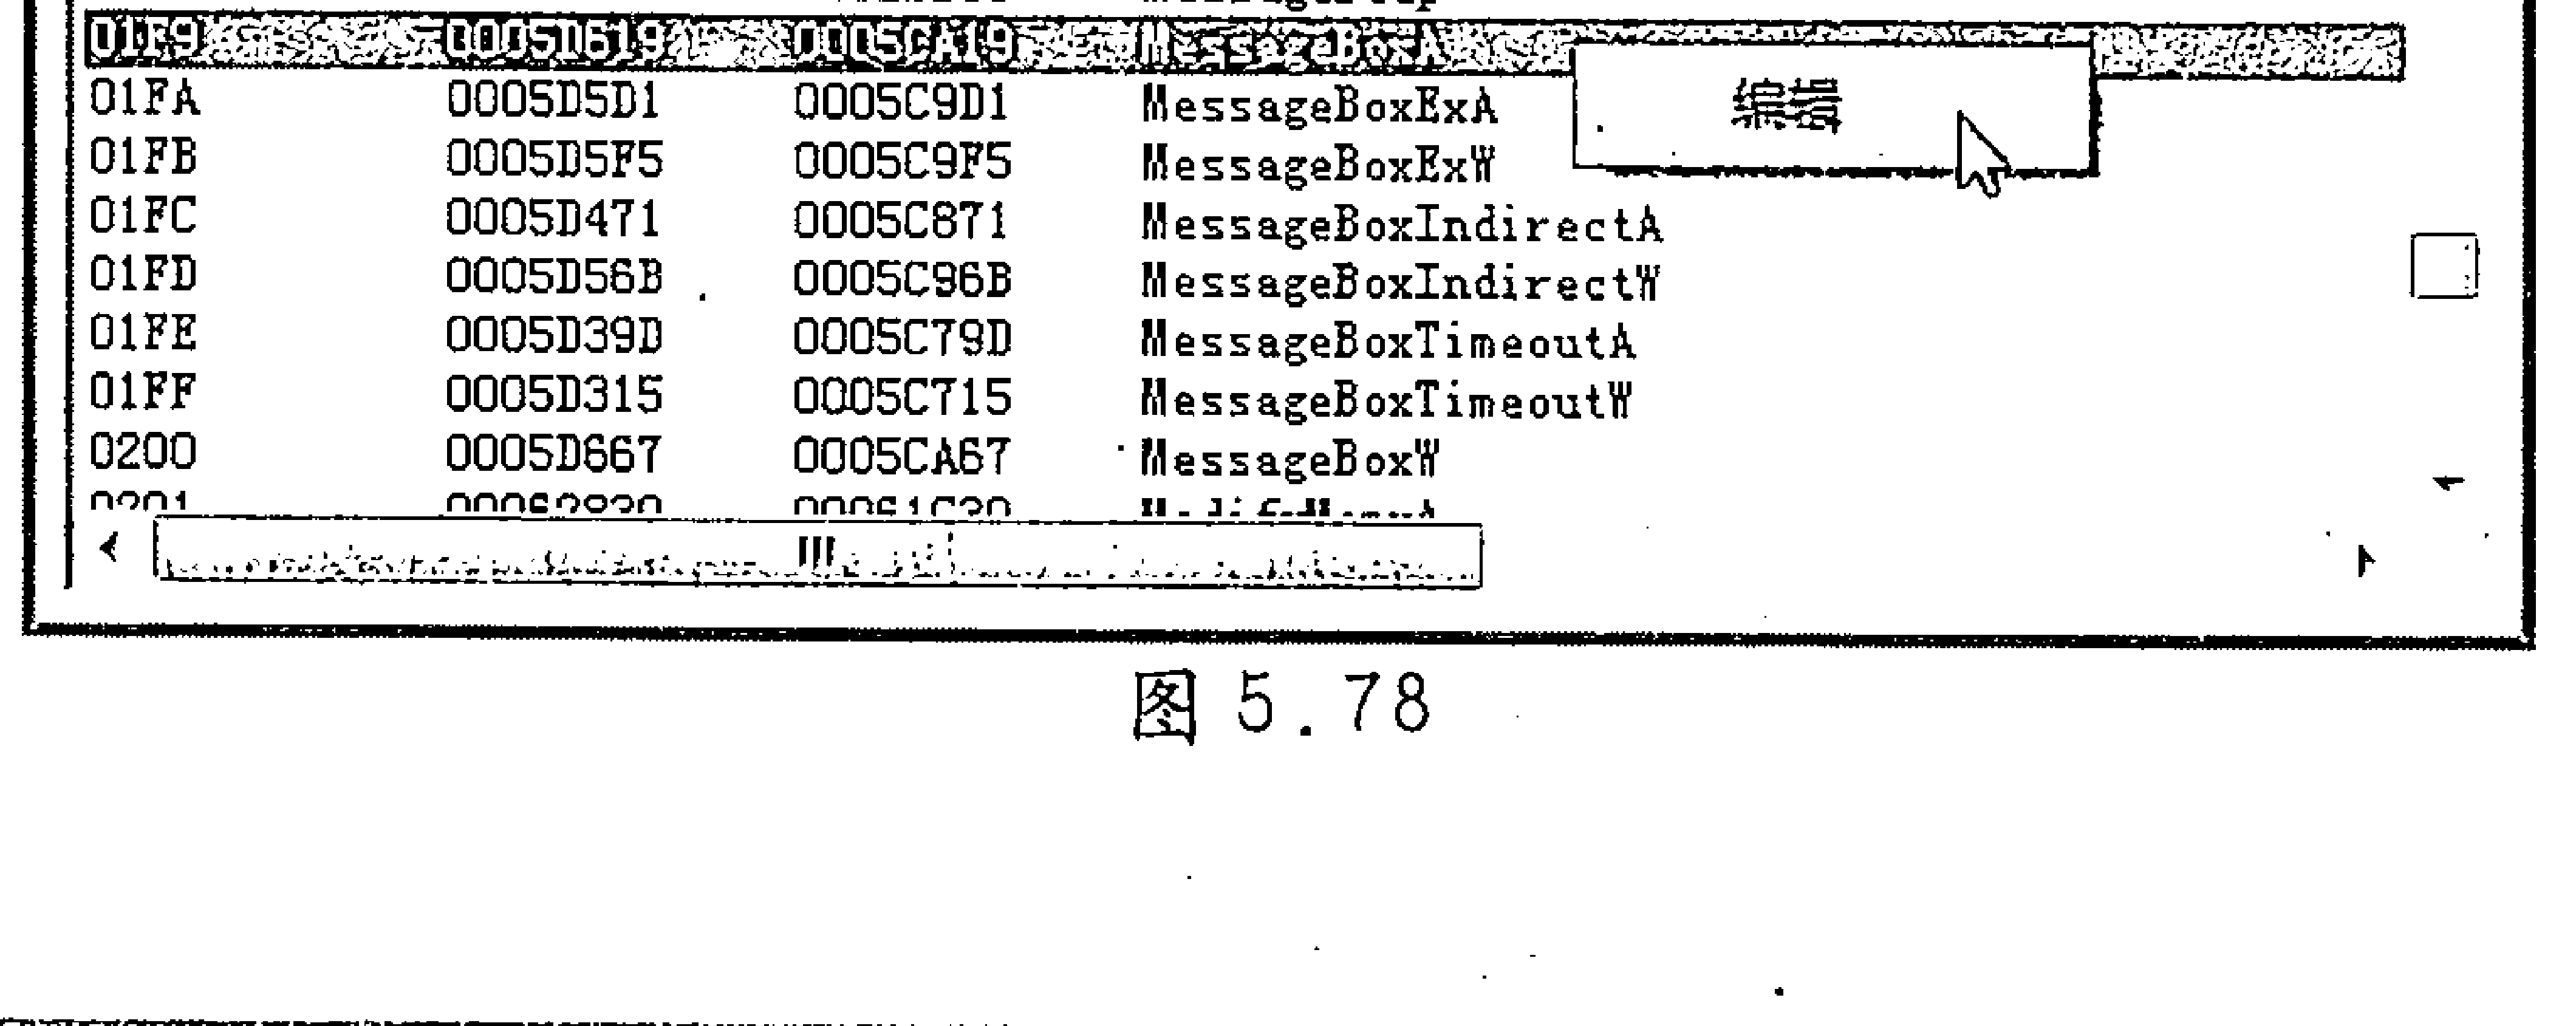 01F9 0005D619 0005CA19 MessageBoxA
编辑
01FA 0005D5D1 0005C9D1 MessageBoxExA
01FB 0005D5F5 0005C9F5 MessageBoxExW
01FC 0005D471 0005C871 MessageBoxIndirectA
01FD 0005D56B 0005C96B MessageBoxIndirectW
01FE 0005D39D 0005C79D MessageBoxTimeoutA
01FF 0005D315 0005C715 MessageBoxTimeoutW
0200 0005D667 0005CA67 MessageBoxW
图 5.78